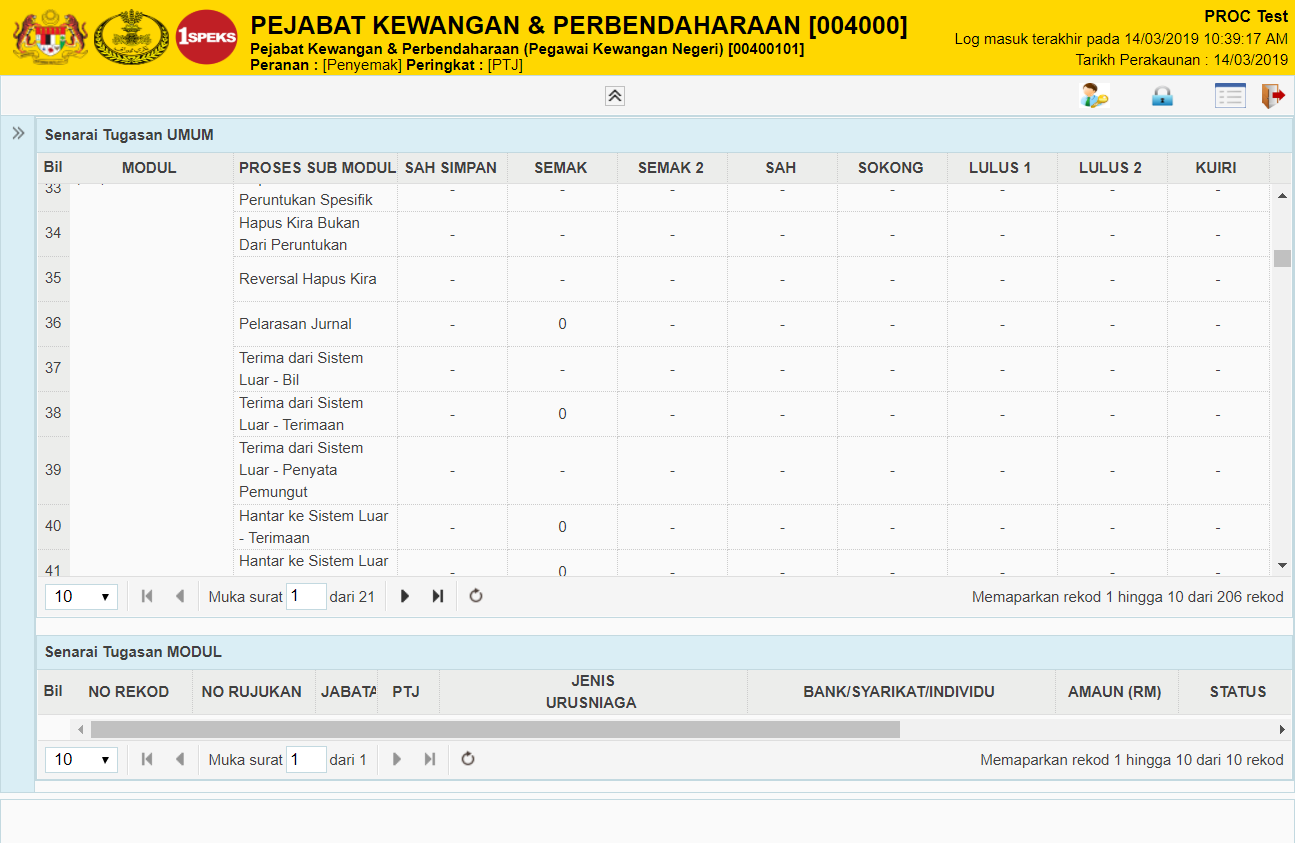 1SPEKS
PEJABAT KEWANGAN & PERBENDAHARAAN [004000]
Pejabat Kewangan & Perbendaharaan (Pegawai Kewangan Negeri) [00400101]
Peranan : [Penyemak] Peringkat : [PTJ]
PROC Test
Log masuk terakhir pada 14/03/2019 10:39:17 AM
Tarikh Perakaunan : 14/03/2019
Senarai Tugasan UMUM
Bil MODUL PROSES SUB MODUL SAH SIMPAN SEMAK SEMAK 2 SAH SOKONG LULUS 1 LULUS 2 KUIRI
33 - - - - - - - -
Peruntukan Spesifik
Hapus Kira Bukan
34 - - - - - - - -
Dari Peruntukan
35 Reversal Hapus Kira - - - - - - - -
36 Pelarasan Jurnal - 0 - - - - - -
Terima dari Sistem
37 - - - - - - - -
Luar - Bil
Terima dari Sistem
38 - 0 - - - - - -
Luar - Terimaan
Terima dari Sistem
39 Luar - Penyata - - - - - - - -
Pemungut
Hantar ke Sistem Luar
40 - 0 - - - - - -
- Terimaan
Hantar ke Sistem Luar
41 - 0 - - - - - -
10 Muka surat 1 dari 21 Memaparkan rekod 1 hingga 10 dari 206 rekod
Senarai Tugasan MODUL
Bil NO REKOD NO RUJUKAN JABATA PTJ JENIS URUSNIAGA BANK/SYARIKAT/INDIVIDU AMAUN (RM) STATUS
10 Muka surat 1 dari 1 Memaparkan rekod 1 hingga 10 dari 10 rekod